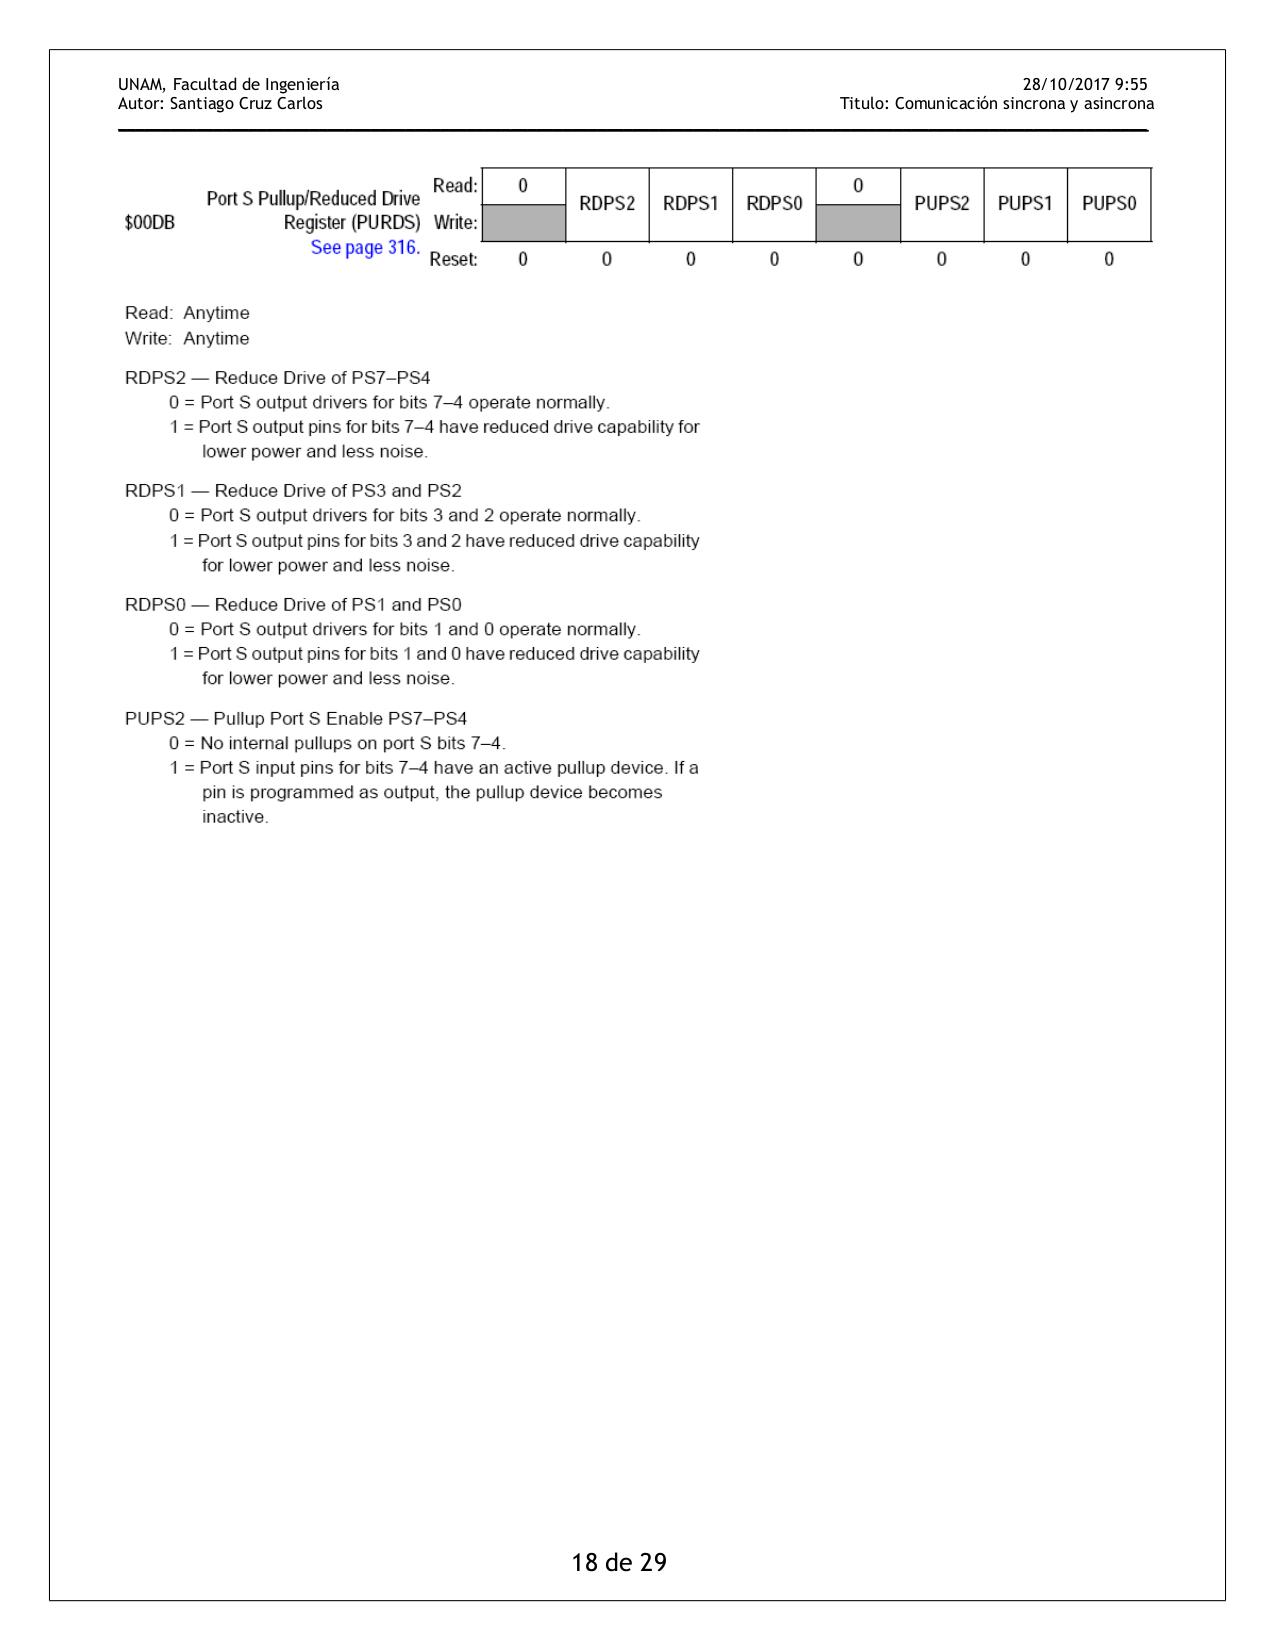 UNAM, Facultad de Ingeniería 28/10/2017 9:55
Autor: Santiago Cruz Carlos Titulo: Comunicación sincrona y asincrona
Read: 0 RDPS2 RDPS1 RDPS0 0 PUPS2 PUPS1 PUPS0
Port S Pullup/Reduced Drive
$00DB Register (PURDS) Write:
See page 316.
Reset: 0 0 0 0 0 0 0 0
Read: Anytime
Write: Anytime
RDPS2 — Reduce Drive of PS7–PS4
0 = Port S output drivers for bits 7–4 operate normally.
1 = Port S output pins for bits 7–4 have reduced drive capability for
lower power and less noise.
RDPS1 — Reduce Drive of PS3 and PS2
0 = Port S output drivers for bits 3 and 2 operate normally.
1 = Port S output pins for bits 3 and 2 have reduced drive capability
for lower power and less noise.
RDPS0 — Reduce Drive of PS1 and PS0
0 = Port S output drivers for bits 1 and 0 operate normally.
1 = Port S output pins for bits 1 and 0 have reduced drive capability
for lower power and less noise.
PUPS2 — Pullup Port S Enable PS7–PS4
0 = No internal pullups on port S bits 7–4.
1 = Port S input pins for bits 7–4 have an active pullup device. If a
pin is programmed as output, the pullup device becomes
inactive.
18 de 29